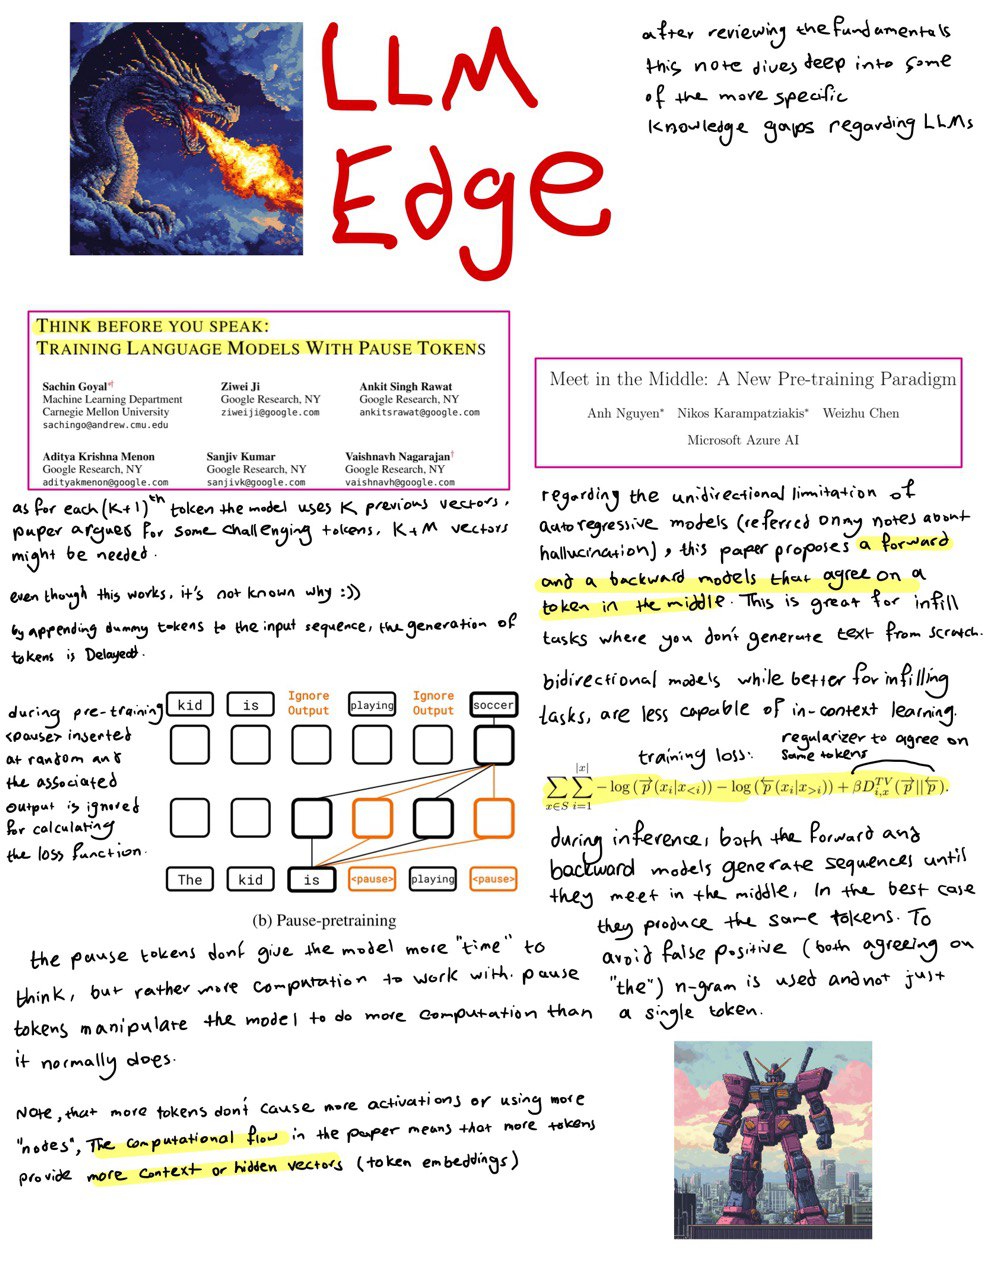 LLM
Edge
after reviewing the fundamentals
this note dives deep into some
of the more specific
knowledge gaps regarding LLMs
THINK BEFORE YOU SPEAK:
TRAINING LANGUAGE MODELS WITH PAUSE TOKENS
Sachin Goyal*†
Machine Learning Department
Carnegie Mellon University
sachingo@andrew.cmu.edu
Ziwei Ji
Google Research, NY
ziweiji@google.com
Ankit Singh Rawat
Google Research, NY
ankitsrawat@google.com
Aditya Krishna Menon
Google Research, NY
adityakmenon@google.com
Sanjiv Kumar
Google Research, NY
sanjivk@google.com
Vaishnavh Nagarajan†
Google Research, NY
vaishnavh@google.com
as for each (K+1)th token the model uses K previous vectors,
paper argues for some challenging tokens, K+M vectors
might be needed.
even though this works, it's not known why :))
by appending dummy tokens to the input sequence, the generation of
tokens is Delayed.
during pre-training
<pause> inserted
at random and
the associated
output is ignored
for calculating
the loss function.
kid is Ignore Output playing Ignore Output soccer
The kid is <pause> playing <pause>
(b) Pause-pretraining
the pause tokens don't give the model more "time" to
think, but rather more computation to work with. pause
tokens manipulate the model to do more computation than
it normally does.
Note, that more tokens don't cause more activations or using more
"nodes", The computational flow in the paper means that more tokens
provide more context or hidden vectors (token embeddings)
Meet in the Middle: A New Pre-training Paradigm
Anh Nguyen* Nikos Karampatziakis* Weizhu Chen
Microsoft Azure AI
regarding the unidirectional limitation of
autoregressive models (referred on my notes about
hallucination), this paper proposes a forward
and a backward models that agree on a
token in the middle. This is great for infill
tasks where you don't generate text from scratch.
bidirectional models while better for infilling
tasks, are less capable of in-context learning.
training loss: regularizer to agree on
same tokens
∑x∈S ∑i=1|x| −log (p→(xi|x<i)) − log (p←(xi|x>i)) + βDTVi,x(p→||p←).
during inference, both the forward and
backward models generate sequences until
they meet in the middle. In the best case
they produce the same tokens. To
avoid false positive (both agreeing on
"the") n-gram is used and not just
a single token.